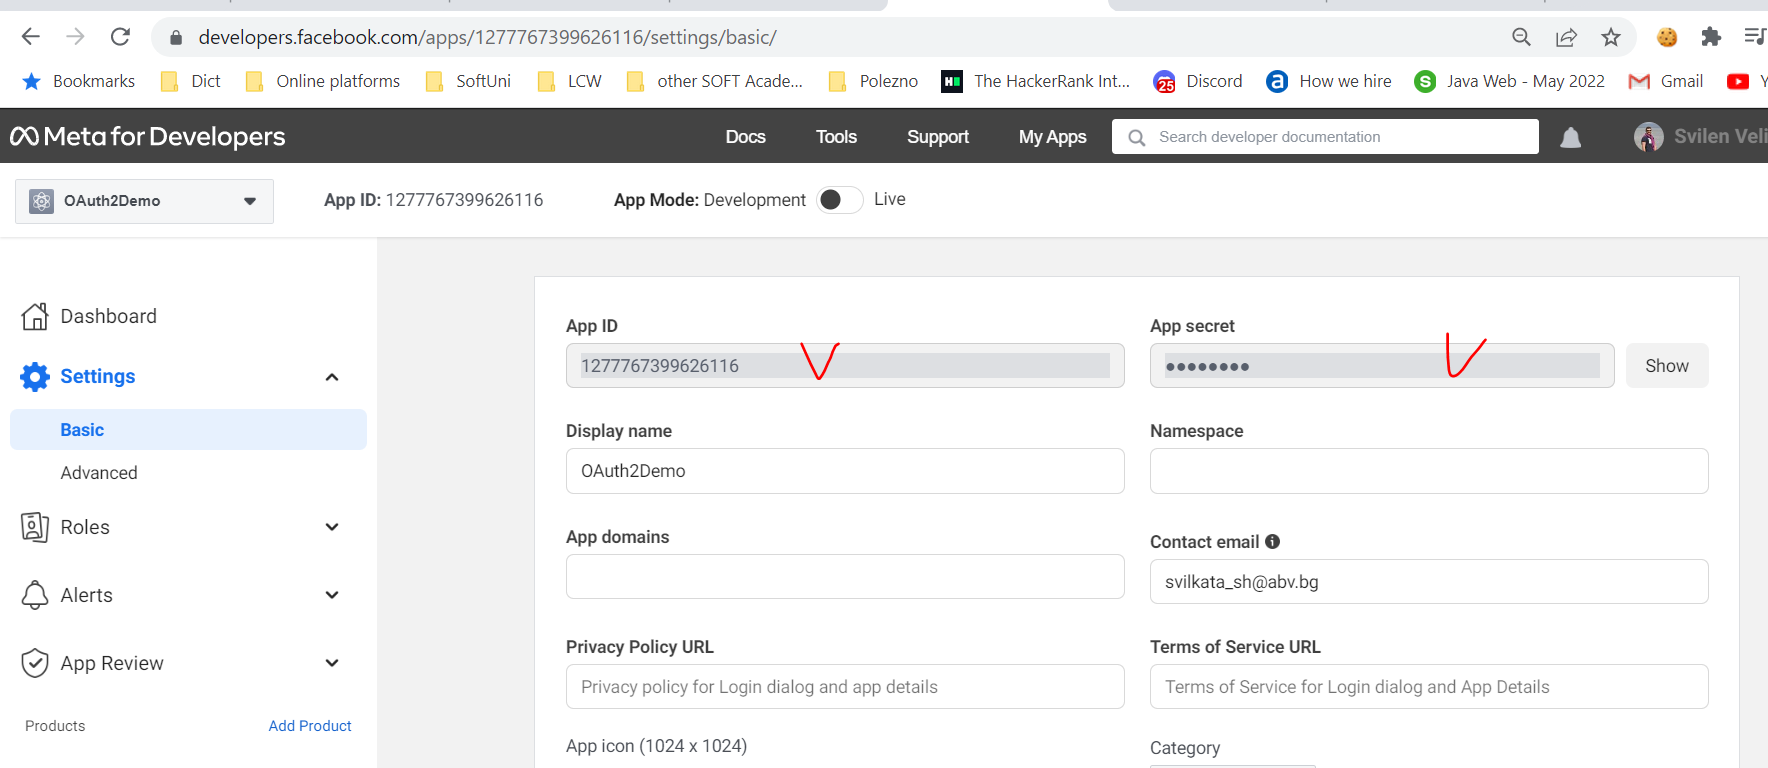 developers.facebook.com/apps/1277767399626116/settings/basic/
Bookmarks Dict Online platforms SoftUni LCW other SOFT Acade... Polezno The HackerRank Int... 25 Discord How we hire Java Web - May 2022 Gmail
Meta for Developers Docs Tools Support My Apps Search developer documentation Svilen Veli
OAuth2Demo App ID: 1277767399626116 App Mode: Development Live
Dashboard
Settings
Basic
Advanced
Roles
Alerts
App Review
Products Add Product
App ID
1277767399626116
App secret
●●●●●●●● Show
Display name
OAuth2Demo
Namespace
App domains
Contact email
svilkata_sh@abv.bg
Privacy Policy URL
Privacy policy for Login dialog and app details
Terms of Service URL
Terms of Service for Login dialog and App Details
App icon (1024 x 1024)
Category